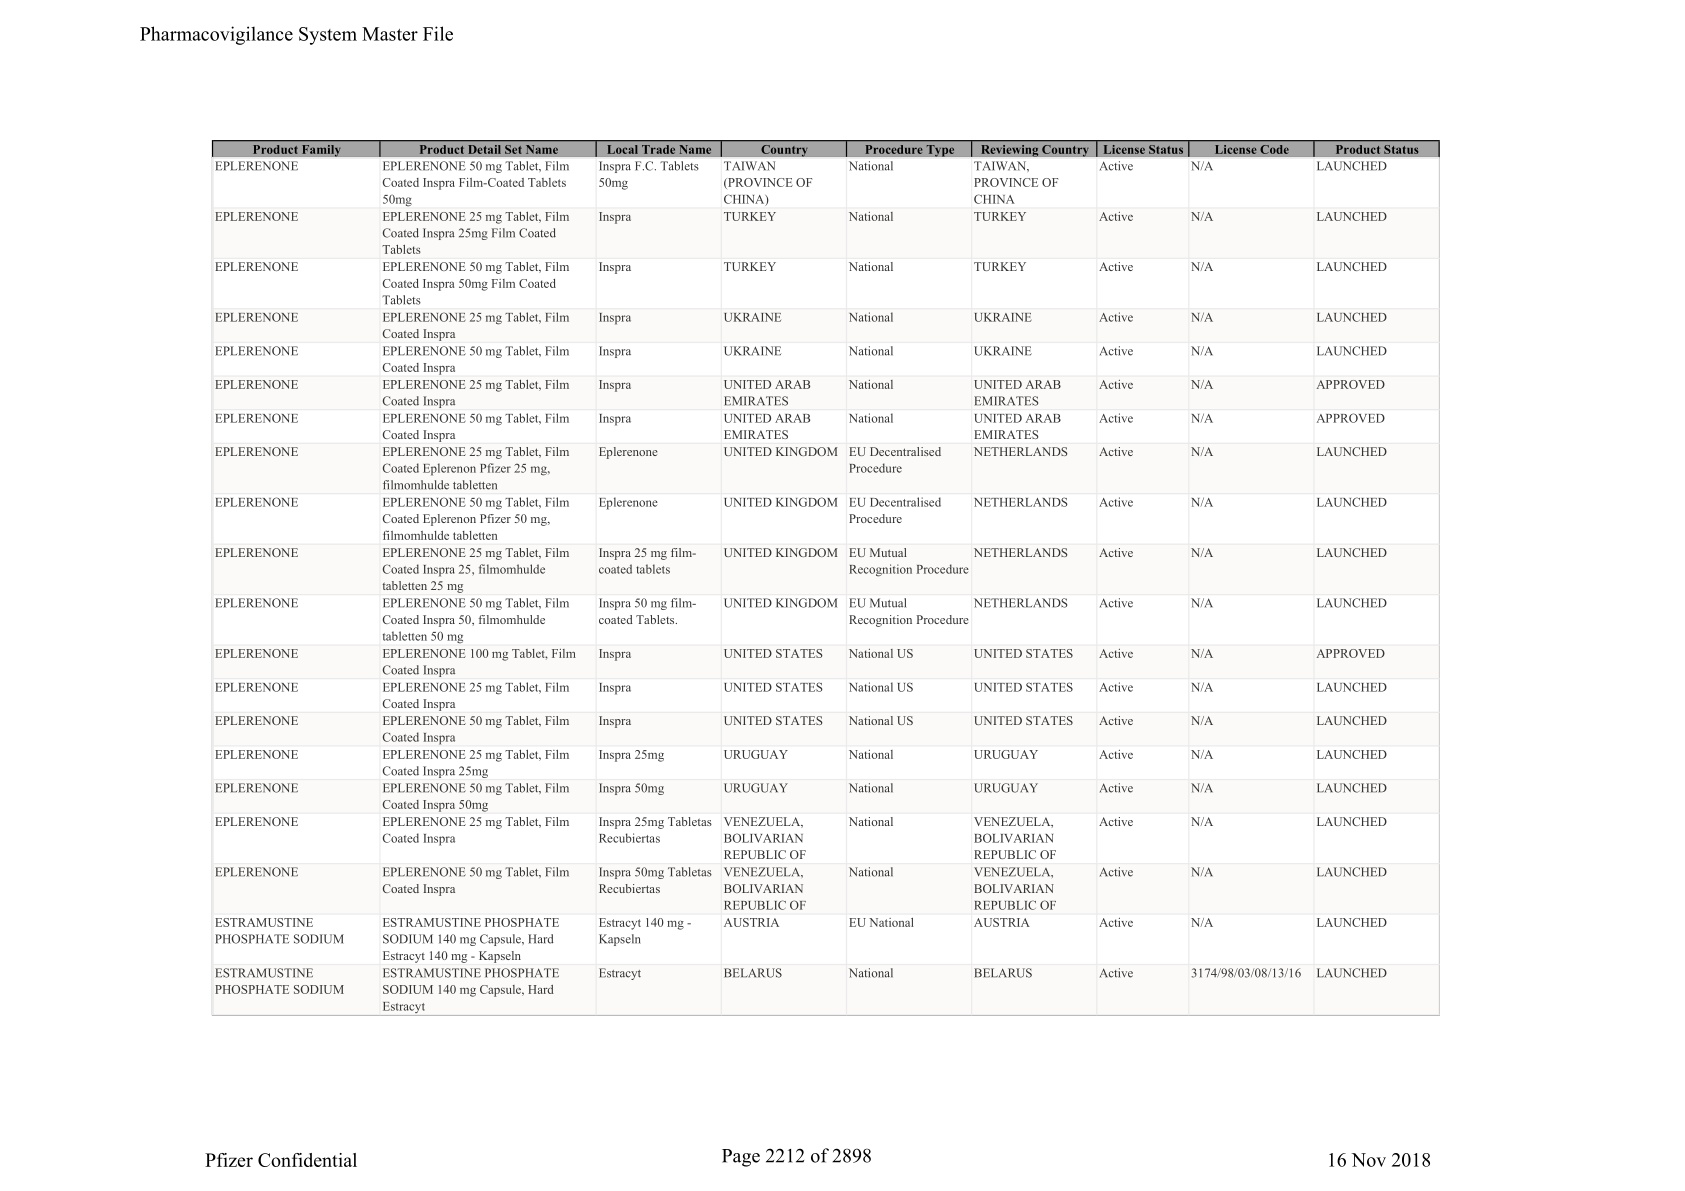 Pharmacovigilance System Master File
Product Family Product Detail Set Name Local Trade Name Country Procedure Type Reviewing Country License Status License Code Product Status
EPLERENONE EPLERENONE 50 mg Tablet, Film Inspra F.C. Tablets TAIWAN National TAIWAN, Active N/A LAUNCHED
Coated Inspra Film-Coated Tablets 50mg (PROVINCE OF PROVINCE OF
50mg CHINA) CHINA
EPLERENONE EPLERENONE 25 mg Tablet, Film Inspra TURKEY National TURKEY Active N/A LAUNCHED
Coated Inspra 25mg Film Coated
Tablets
EPLERENONE EPLERENONE 50 mg Tablet, Film Inspra TURKEY National TURKEY Active N/A LAUNCHED
Coated Inspra 50mg Film Coated
Tablets
EPLERENONE EPLERENONE 25 mg Tablet, Film Inspra UKRAINE National UKRAINE Active N/A LAUNCHED
Coated Inspra
EPLERENONE EPLERENONE 50 mg Tablet, Film Inspra UKRAINE National UKRAINE Active N/A LAUNCHED
Coated Inspra
EPLERENONE EPLERENONE 25 mg Tablet, Film Inspra UNITED ARAB National UNITED ARAB Active N/A APPROVED
Coated Inspra EMIRATES EMIRATES
EPLERENONE EPLERENONE 50 mg Tablet, Film Inspra UNITED ARAB National UNITED ARAB Active N/A APPROVED
Coated Inspra EMIRATES EMIRATES
EPLERENONE EPLERENONE 25 mg Tablet, Film Eplerenone UNITED KINGDOM EU Decentralised NETHERLANDS Active N/A LAUNCHED
Coated Eplerenon Pfizer 25 mg, Procedure
filmomhulde tabletten
EPLERENONE EPLERENONE 50 mg Tablet, Film Eplerenone UNITED KINGDOM EU Decentralised NETHERLANDS Active N/A LAUNCHED
Coated Eplerenon Pfizer 50 mg, Procedure
filmomhulde tabletten
EPLERENONE EPLERENONE 25 mg Tablet, Film Inspra 25 mg film- UNITED KINGDOM EU Mutual NETHERLANDS Active N/A LAUNCHED
Coated Inspra 25, filmomhulde coated tablets Recognition Procedure
tabletten 25 mg
EPLERENONE EPLERENONE 50 mg Tablet, Film Inspra 50 mg film- UNITED KINGDOM EU Mutual NETHERLANDS Active N/A LAUNCHED
Coated Inspra 50, filmomhulde coated Tablets. Recognition Procedure
tabletten 50 mg
EPLERENONE EPLERENONE 100 mg Tablet, Film Inspra UNITED STATES National US UNITED STATES Active N/A APPROVED
Coated Inspra
EPLERENONE EPLERENONE 25 mg Tablet, Film Inspra UNITED STATES National US UNITED STATES Active N/A LAUNCHED
Coated Inspra
EPLERENONE EPLERENONE 50 mg Tablet, Film Inspra UNITED STATES National US UNITED STATES Active N/A LAUNCHED
Coated Inspra
EPLERENONE EPLERENONE 25 mg Tablet, Film Inspra 25mg URUGUAY National URUGUAY Active N/A LAUNCHED
Coated Inspra 25mg
EPLERENONE EPLERENONE 50 mg Tablet, Film Inspra 50mg URUGUAY National URUGUAY Active N/A LAUNCHED
Coated Inspra 50mg
EPLERENONE EPLERENONE 25 mg Tablet, Film Inspra 25mg Tabletas VENEZUELA, National VENEZUELA, Active N/A LAUNCHED
Coated Inspra Recubiertas BOLIVARIAN BOLIVARIAN
REPUBLIC OF REPUBLIC OF
EPLERENONE EPLERENONE 50 mg Tablet, Film Inspra 50mg Tabletas VENEZUELA, National VENEZUELA, Active N/A LAUNCHED
Coated Inspra Recubiertas BOLIVARIAN BOLIVARIAN
REPUBLIC OF REPUBLIC OF
ESTRAMUSTINE ESTRAMUSTINE PHOSPHATE Estracyt 140 mg - AUSTRIA EU National AUSTRIA Active N/A LAUNCHED
PHOSPHATE SODIUM SODIUM 140 mg Capsule, Hard Kapseln
Estracyt 140 mg - Kapseln
ESTRAMUSTINE ESTRAMUSTINE PHOSPHATE Estracyt BELARUS National BELARUS Active 3174/98/03/08/13/16 LAUNCHED
PHOSPHATE SODIUM SODIUM 140 mg Capsule, Hard
Estracyt
Pfizer Confidential Page 2212 of 2898 16 Nov 2018